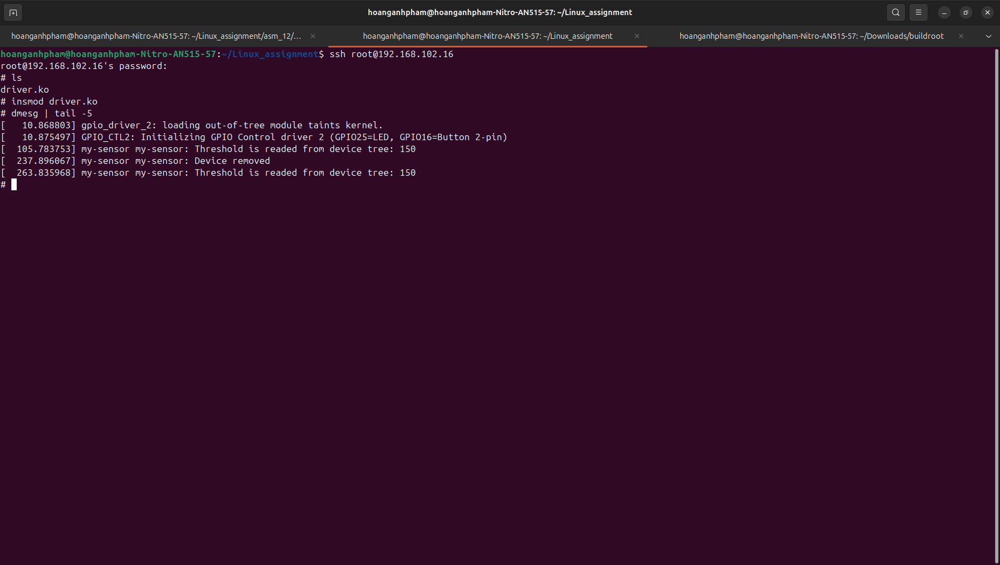 hoanganhpham@hoanganhpham-Nitro-AN515-57: ~/Linux_assignment
hoanganhpham@hoanganhpham-Nitro-AN515-57: ~/Linux_assignment/asm_12/...
hoanganhpham@hoanganhpham-Nitro-AN515-57: ~/Linux_assignment
hoanganhpham@hoanganhpham-Nitro-AN515-57: ~/Downloads/buildroot
hoanganhpham@hoanganhpham-Nitro-AN515-57:~/Linux_assignment$ ssh root@192.168.102.16
root@192.168.102.16's password:
# ls
driver.ko
# insmod driver.ko
# dmesg | tail -5
[   10.868803] gpio_driver_2: loading out-of-tree module taints kernel.
[   10.875497] GPIO_CTL2: Initializing GPIO Control driver 2 (GPIO25=LED, GPIO16=Button 2-pin)
[  105.783753] my-sensor my-sensor: Threshold is readed from device tree: 150
[  237.896067] my-sensor my-sensor: Device removed
[  263.835968] my-sensor my-sensor: Threshold is readed from device tree: 150
#